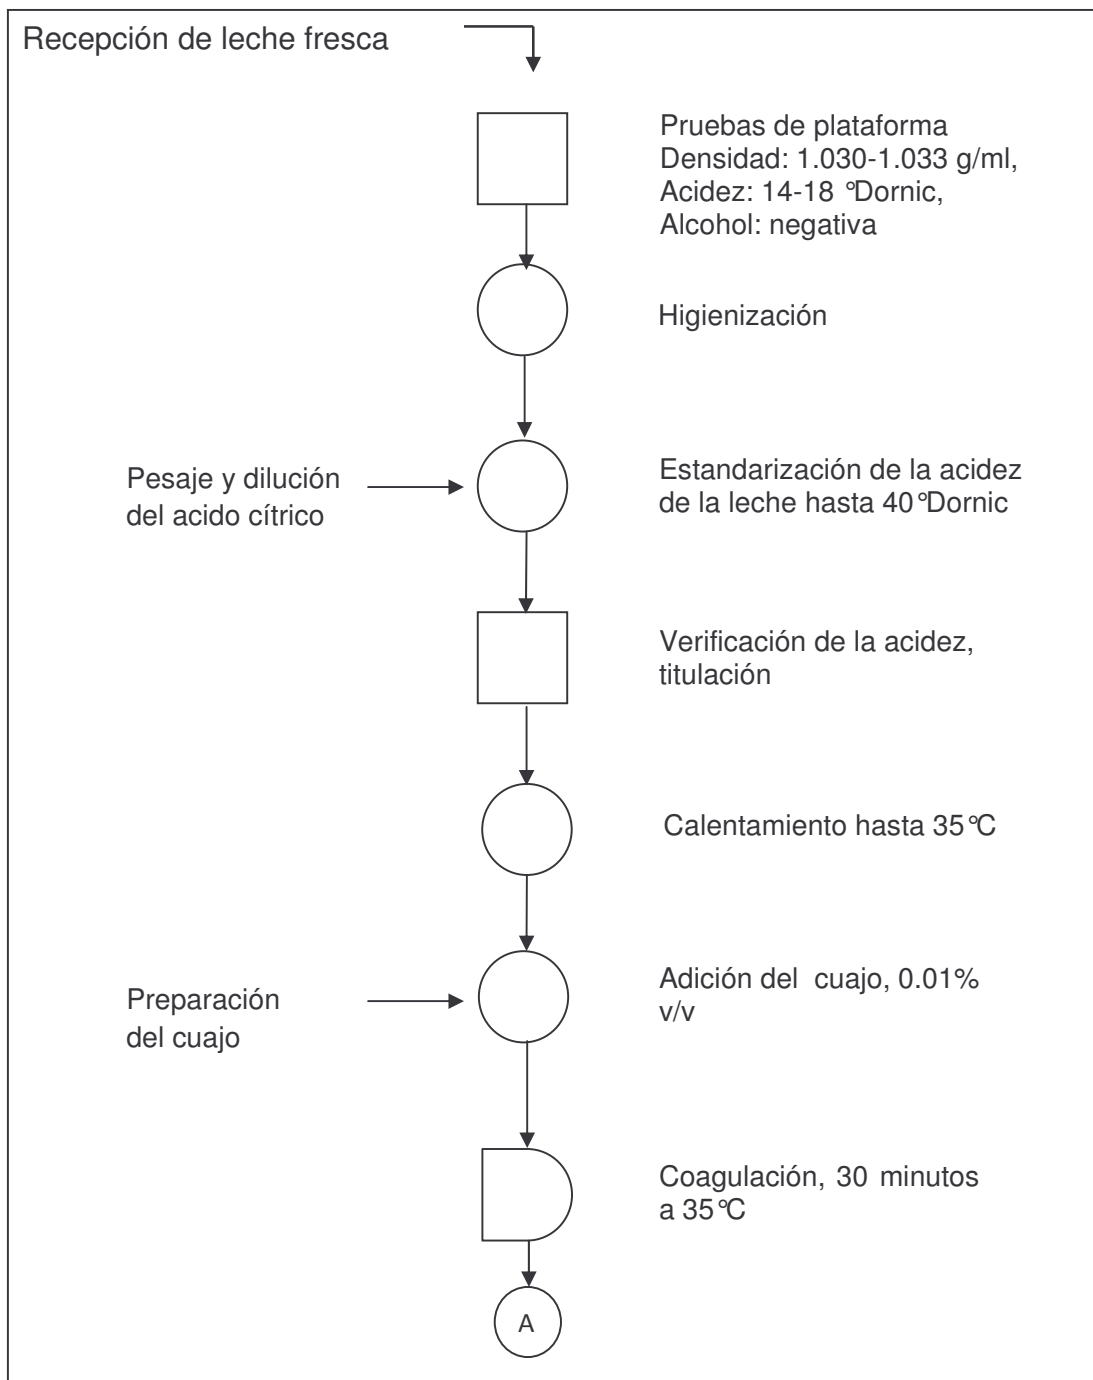 Recepción de leche fresca
Pruebas de plataforma
Densidad: 1.030-1.033 g/ml,
Acidez: 14-18 °Dornic,
Alcohol: negativa
Higienización
Pesaje y dilución
del acido cítrico
Estandarización de la acidez
de la leche hasta 40°Dornic
Verificación de la acidez,
titulación
Calentamiento hasta 35°C
Preparación
del cuajo
Adición del cuajo, 0.01%
v/v
Coagulación, 30 minutos
a 35°C
A